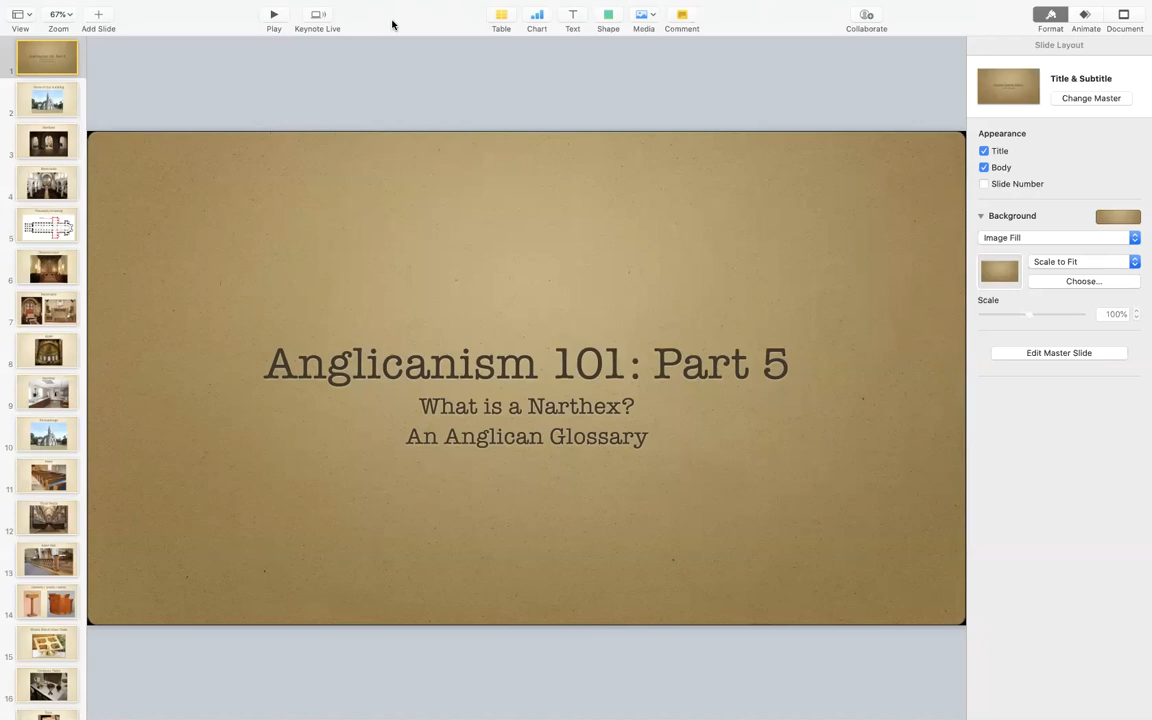 67%
View
Zoom
Add Slide
Play
Keynote Live
Table
Chart
Text
Shape
Media
Comment
Collaborate
Format
Animate
Document
1
2
3
4
5
6
7
8
9
10
11
12
13
14
15
16
Anglicanism 101: Part 5
What is a Narthex?
An Anglican Glossary
Slide Layout
Title & Subtitle
Change Master
Appearance
Title
Body
Slide Number
Background
Image Fill
Scale to Fit
Choose...
Scale
100%
Edit Master Slide